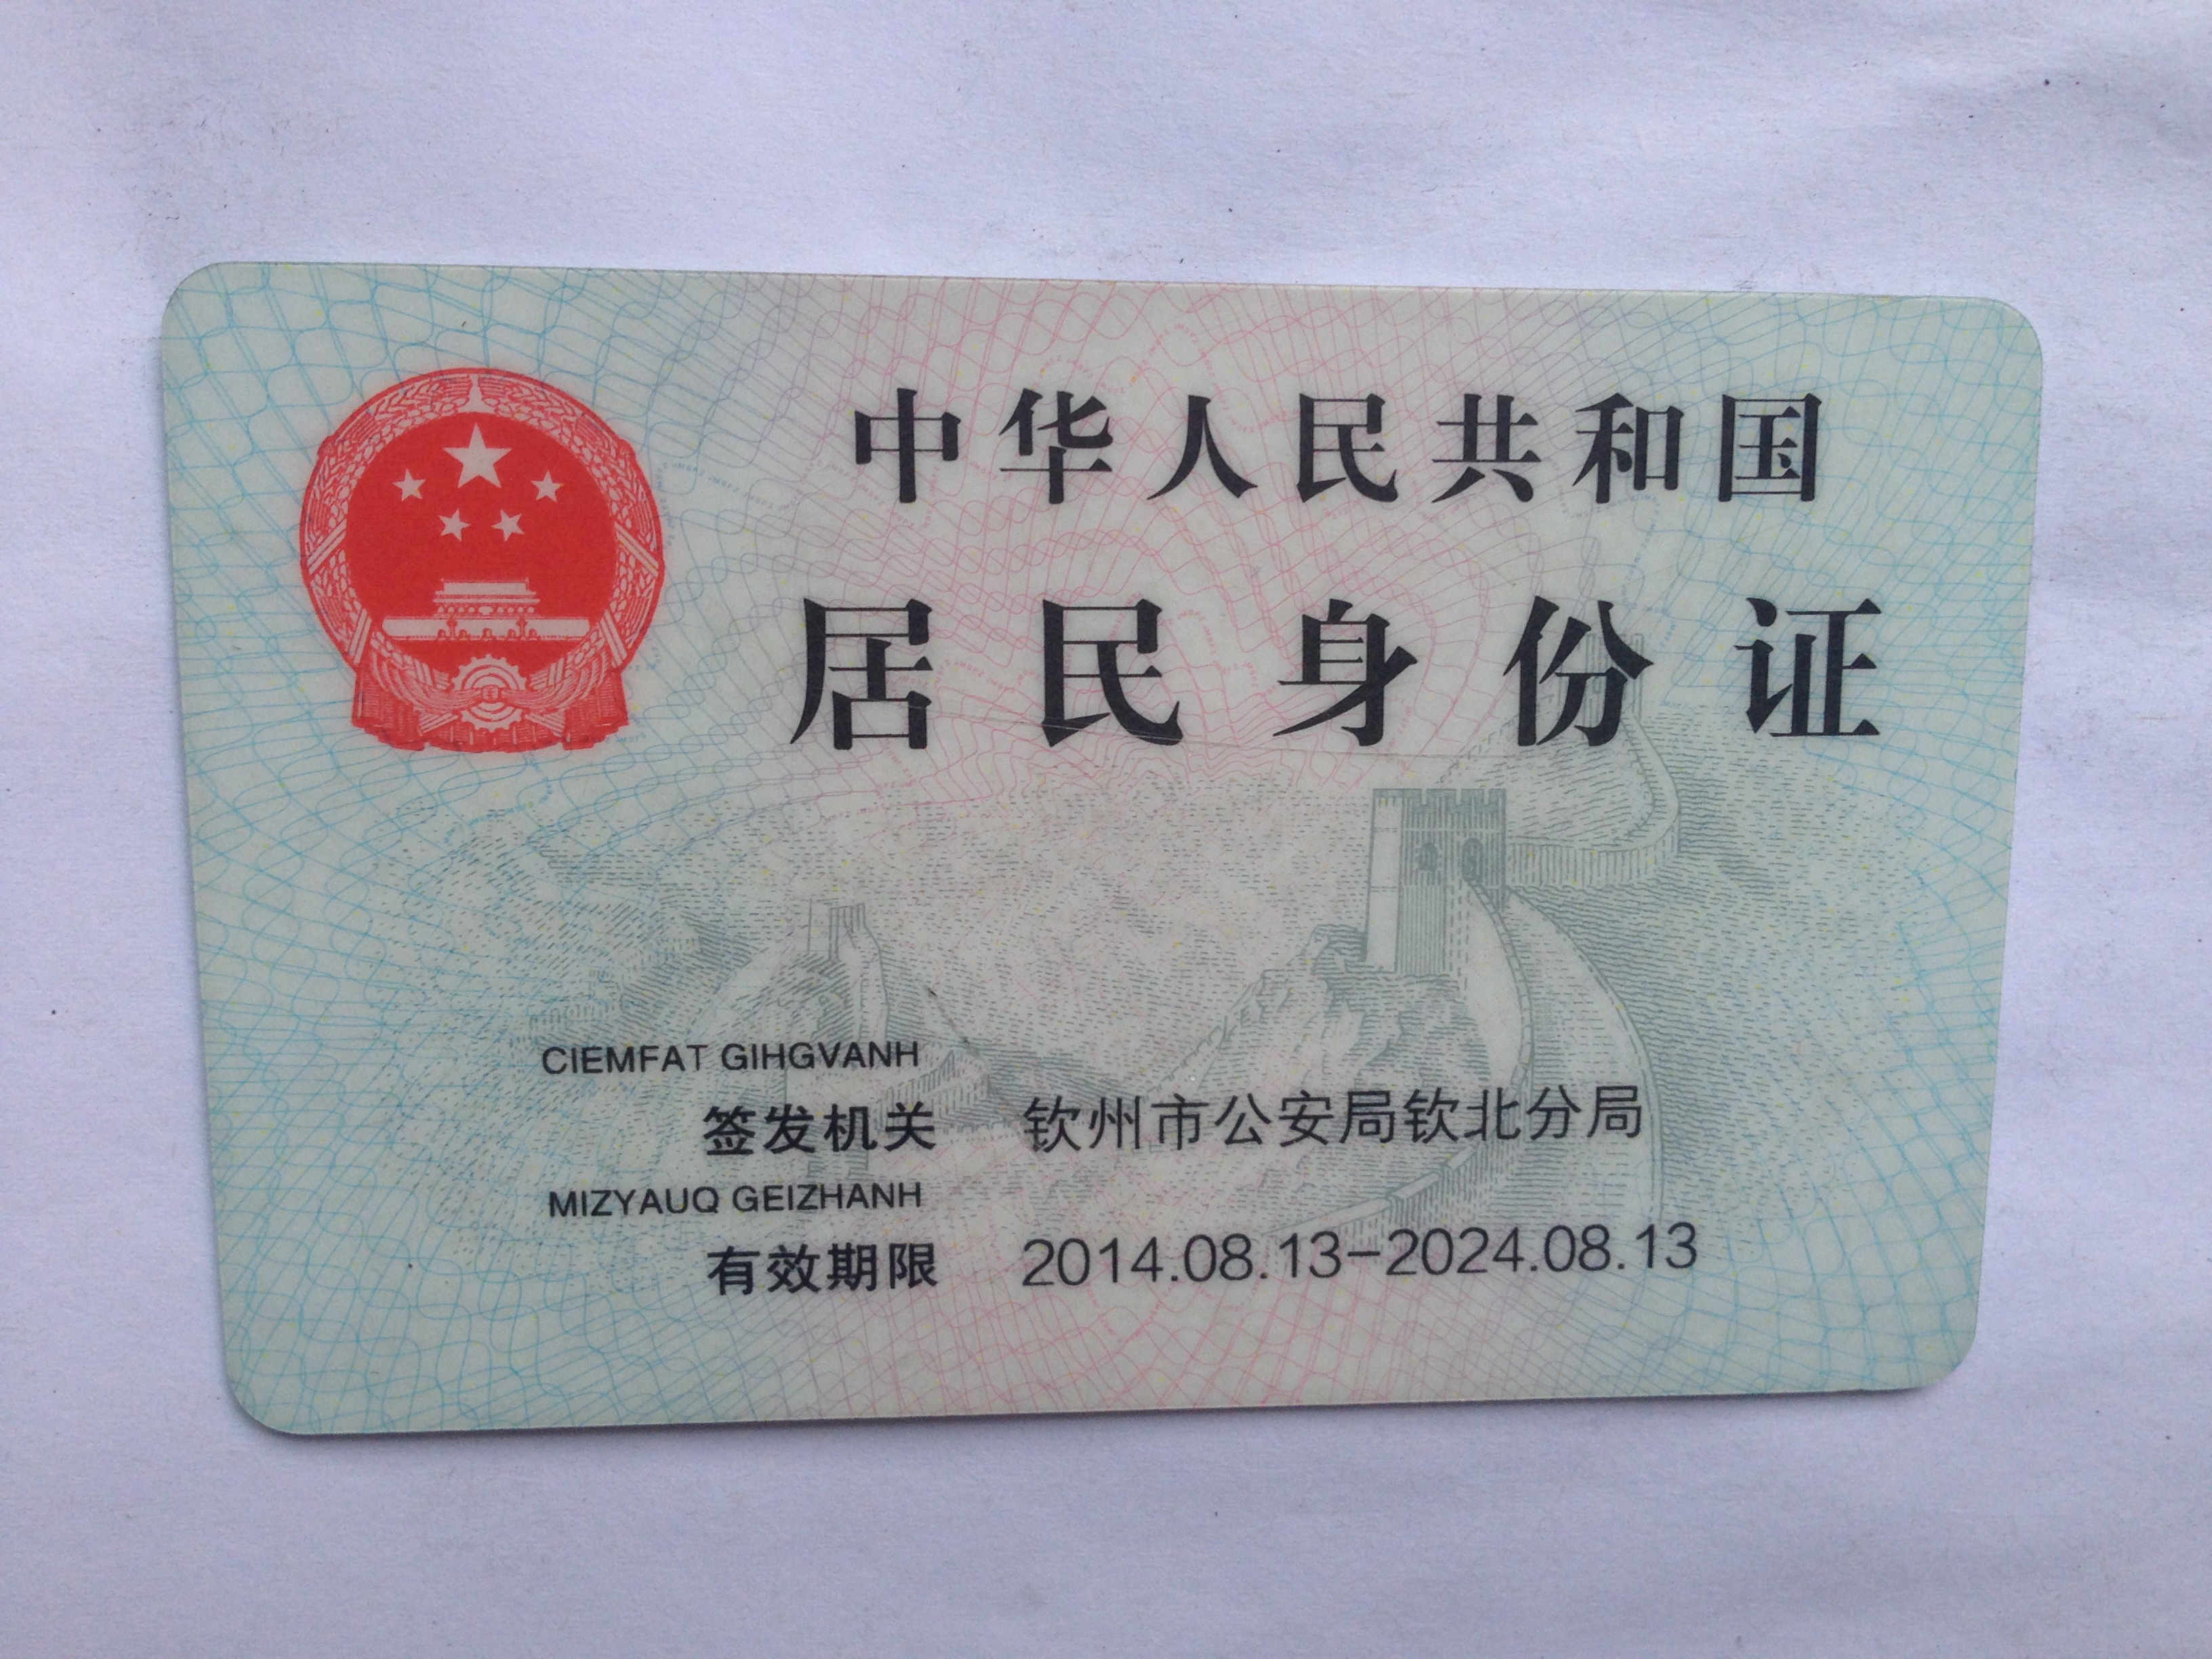 中华人民共和国
居民身份证
CIEMFAT GIHGVANH
签发机关 钦州市公安局钦北分局
MIZYAUQ GEIZHANH
有效期限 2014.08.13-2024.08.13